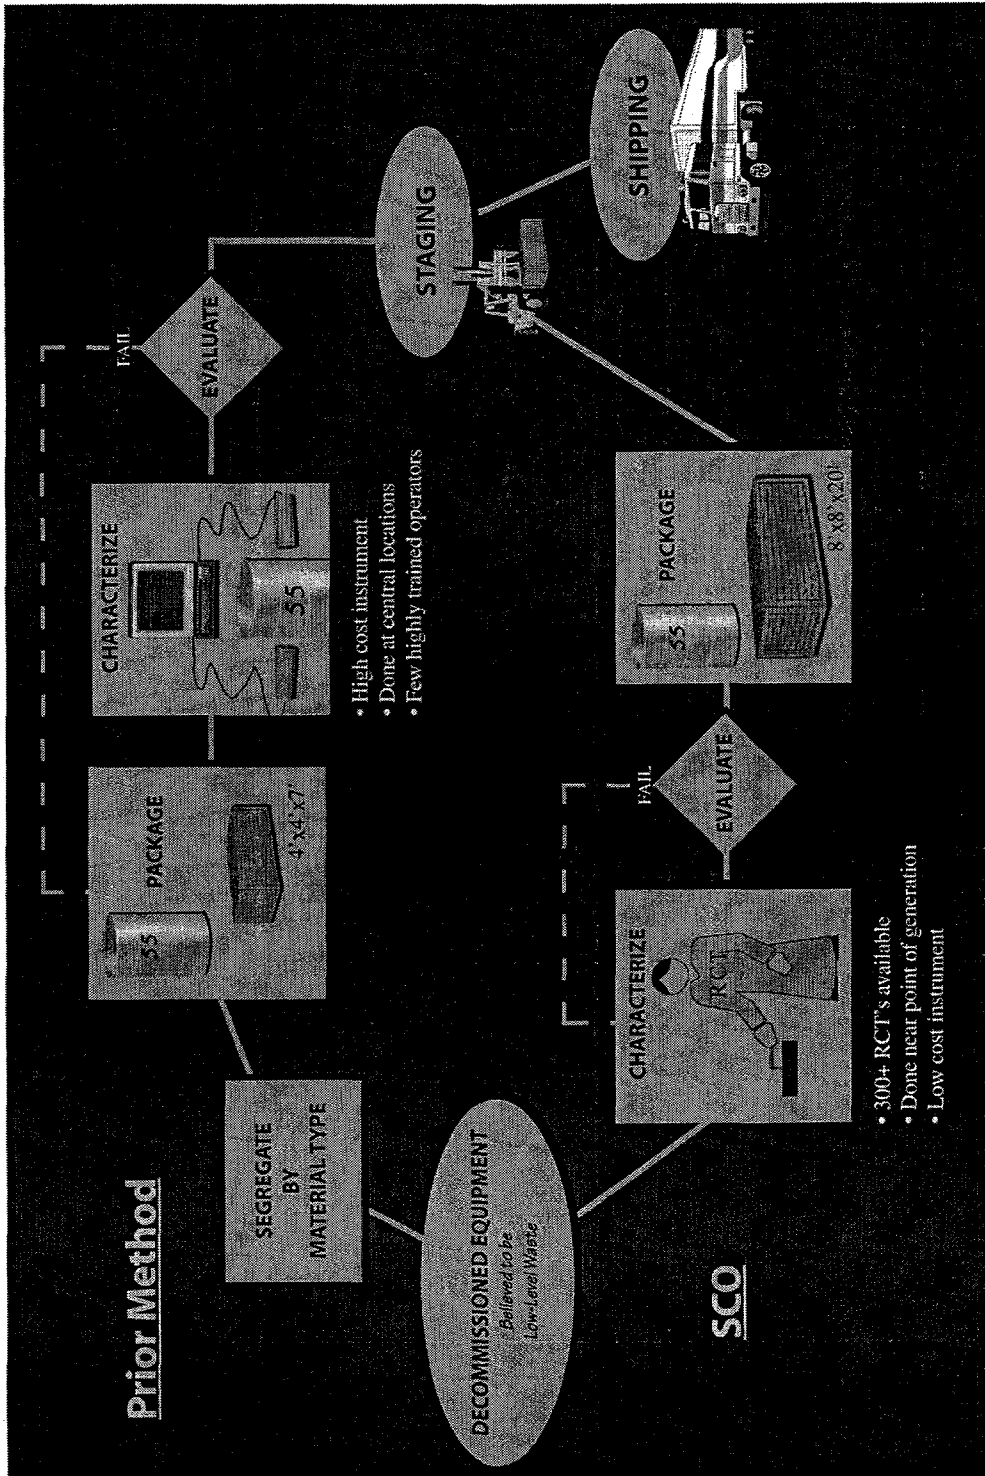 Prior Method
SEGREGATE
BY
MATERIAL TYPE
PACKAGE
55
4'x4'x7'
CHARACTERIZE
55
• High cost instrument
• Done at central locations
• Few highly trained operators
FAIL
EVALUATE
DECOMMISSIONED EQUIPMENT
Believed to be
Low-Level Waste
STAGING
SHIPPING
SCO
CHARACTERIZE
RCT
• 300+ RCT's available
• Done near point of generation
• Low cost instrument
FAIL
EVALUATE
PACKAGE
55
8'x8'x20'